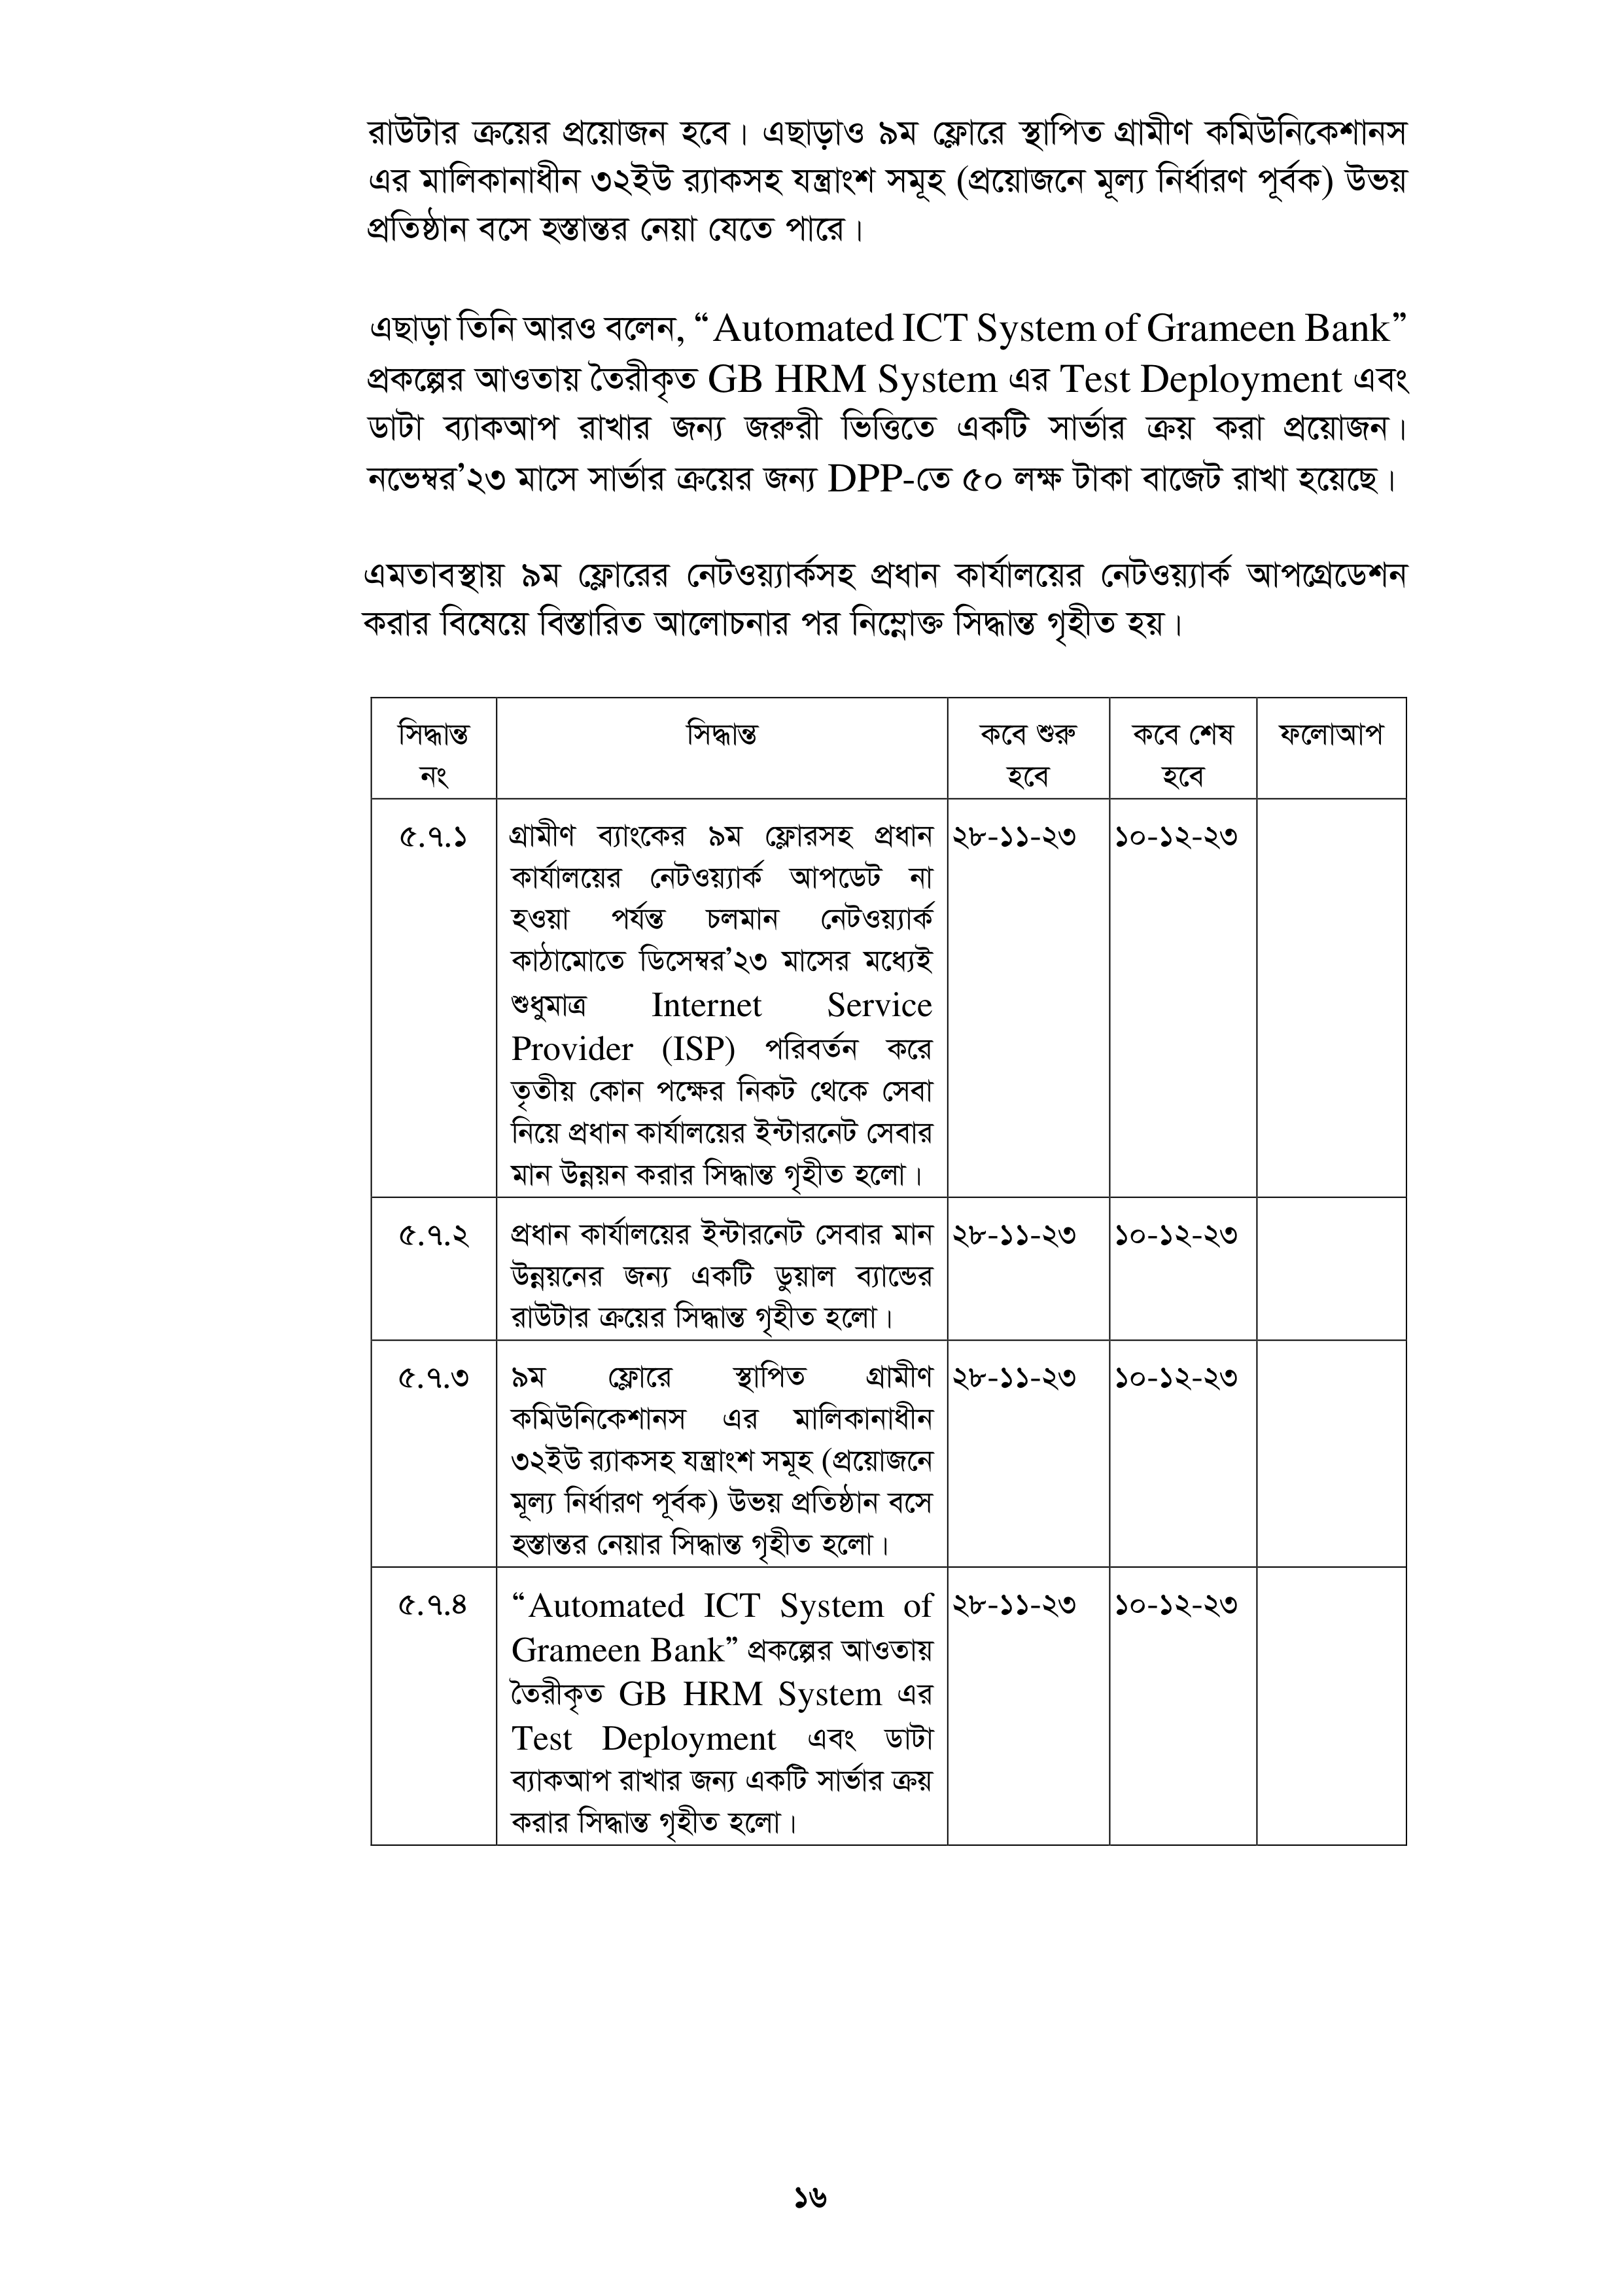 রাউটার ক্রয়ের প্রয়োজন হবে। এছাড়াও ৯ম ফ্লোরে স্থাপিত গ্রামীণ কমিউনিকেশানস
এর মালিকানাধীন ৩২ইউ র‍্যাকসহ যন্ত্রাংশ সমূহ (প্রয়োজনে মূল্য নির্ধারণ পূর্বক) উভয়
প্রতিষ্ঠান বসে হস্তান্তর নেয়া যেতে পারে।
এছাড়া তিনি আরও বলেন, “Automated ICT System of Grameen Bank”
প্রকল্পের আওতায় তৈরীকৃত GB HRM System এর Test Deployment এবং
ডাটা ব্যাকআপ রাখার জন্য জরুরী ভিত্তিতে একটি সার্ভার ক্রয় করা প্রয়োজন।
নভেম্বর’২৩ মাসে সার্ভার ক্রয়ের জন্য DPP-তে ৫০ লক্ষ টাকা বাজেট রাখা হয়েছে।
এমতাবস্থায় ৯ম ফ্লোরের নেটওয়্যার্কসহ প্রধান কার্যালয়ের নেটওয়্যার্ক আপগ্রেডেশন
করার বিষয়ে বিস্তারিত আলোচনার পর নিম্নোক্ত সিদ্ধান্ত গৃহীত হয়।
সিদ্ধান্ত সিদ্ধান্ত কবে শুরু কবে শেষ ফলোআপ
নং হবে হবে
৫.৭.১ গ্রামীণ ব্যাংকের ৯ম ফ্লোরসহ প্রধান ২৮-১১-২৩ ১০-১২-২৩
কার্যালয়ের নেটওয়্যার্ক আপডেট না
হওয়া পর্যন্ত চলমান নেটওয়্যার্ক
কাঠামোতে ডিসেম্বর’২৩ মাসের মধ্যেই
শুধুমাত্র Internet Service
Provider (ISP) পরিবর্তন করে
তৃতীয় কোন পক্ষের নিকট থেকে সেবা
নিয়ে প্রধান কার্যালয়ের ইন্টারনেট সেবার
মান উন্নয়ন করার সিদ্ধান্ত গৃহীত হলো।
৫.৭.২ প্রধান কার্যালয়ের ইন্টারনেট সেবার মান ২৮-১১-২৩ ১০-১২-২৩
উন্নয়নের জন্য একটি ডুয়াল ব্যান্ডের
রাউটার ক্রয়ের সিদ্ধান্ত গৃহীত হলো।
৫.৭.৩ ৯ম ফ্লোরে স্থাপিত গ্রামীণ ২৮-১১-২৩ ১০-১২-২৩
কমিউনিকেশানস এর মালিকানাধীন
৩২ইউ র‍্যাকসহ যন্ত্রাংশ সমূহ (প্রয়োজনে
মূল্য নির্ধারণ পূর্বক) উভয় প্রতিষ্ঠান বসে
হস্তান্তর নেয়ার সিদ্ধান্ত গৃহীত হলো।
৫.৭.৪ “Automated ICT System of ২৮-১১-২৩ ১০-১২-২৩
Grameen Bank” প্রকল্পের আওতায়
তৈরীকৃত GB HRM System এর
Test Deployment এবং ডাটা
ব্যাকআপ রাখার জন্য একটি সার্ভার ক্রয়
করার সিদ্ধান্ত গৃহীত হলো।
১৬